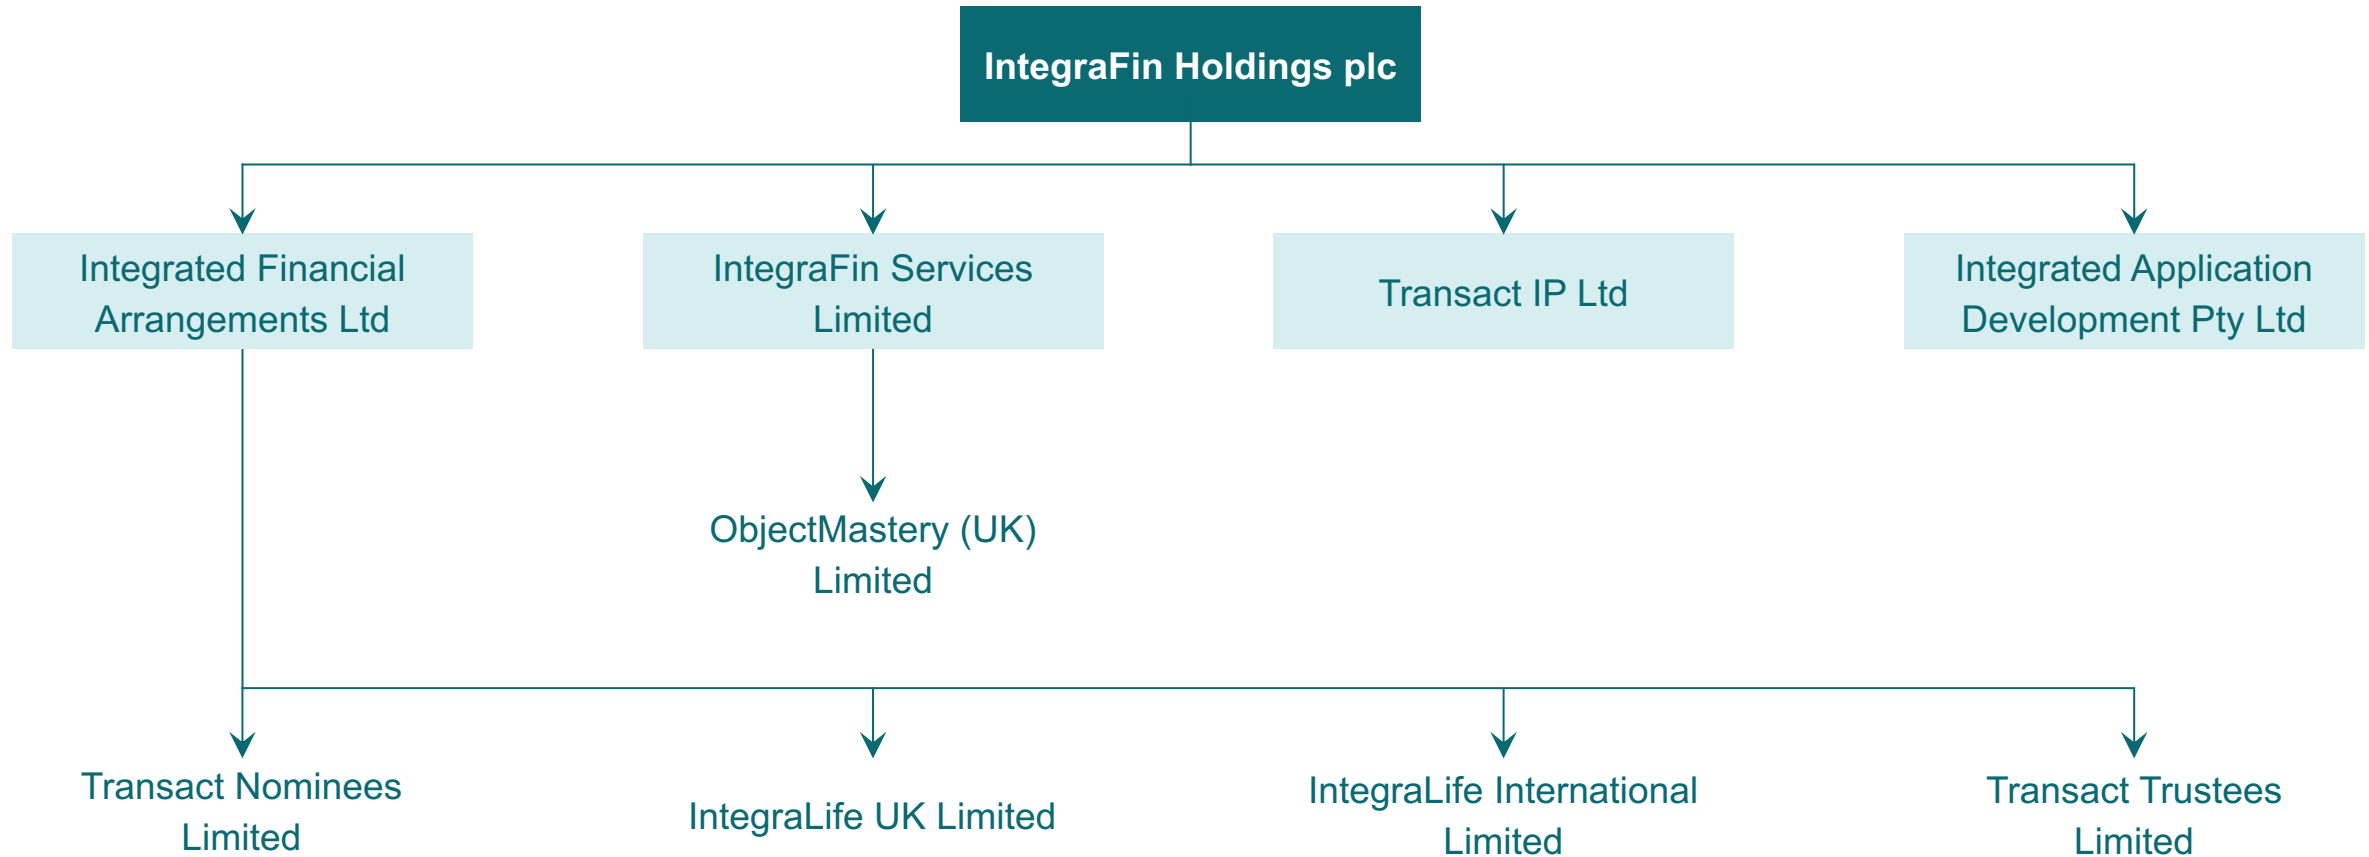 IntegraFin Holdings plc
Integrated Financial
Arrangements Ltd
IntegraFin Services
Limited
Transact IP Ltd
Integrated Application
Development Pty Ltd
ObjectMastery (UK)
Limited
Transact Nominees
Limited
IntegraLife UK Limited
IntegraLife International
Limited
Transact Trustees
Limited